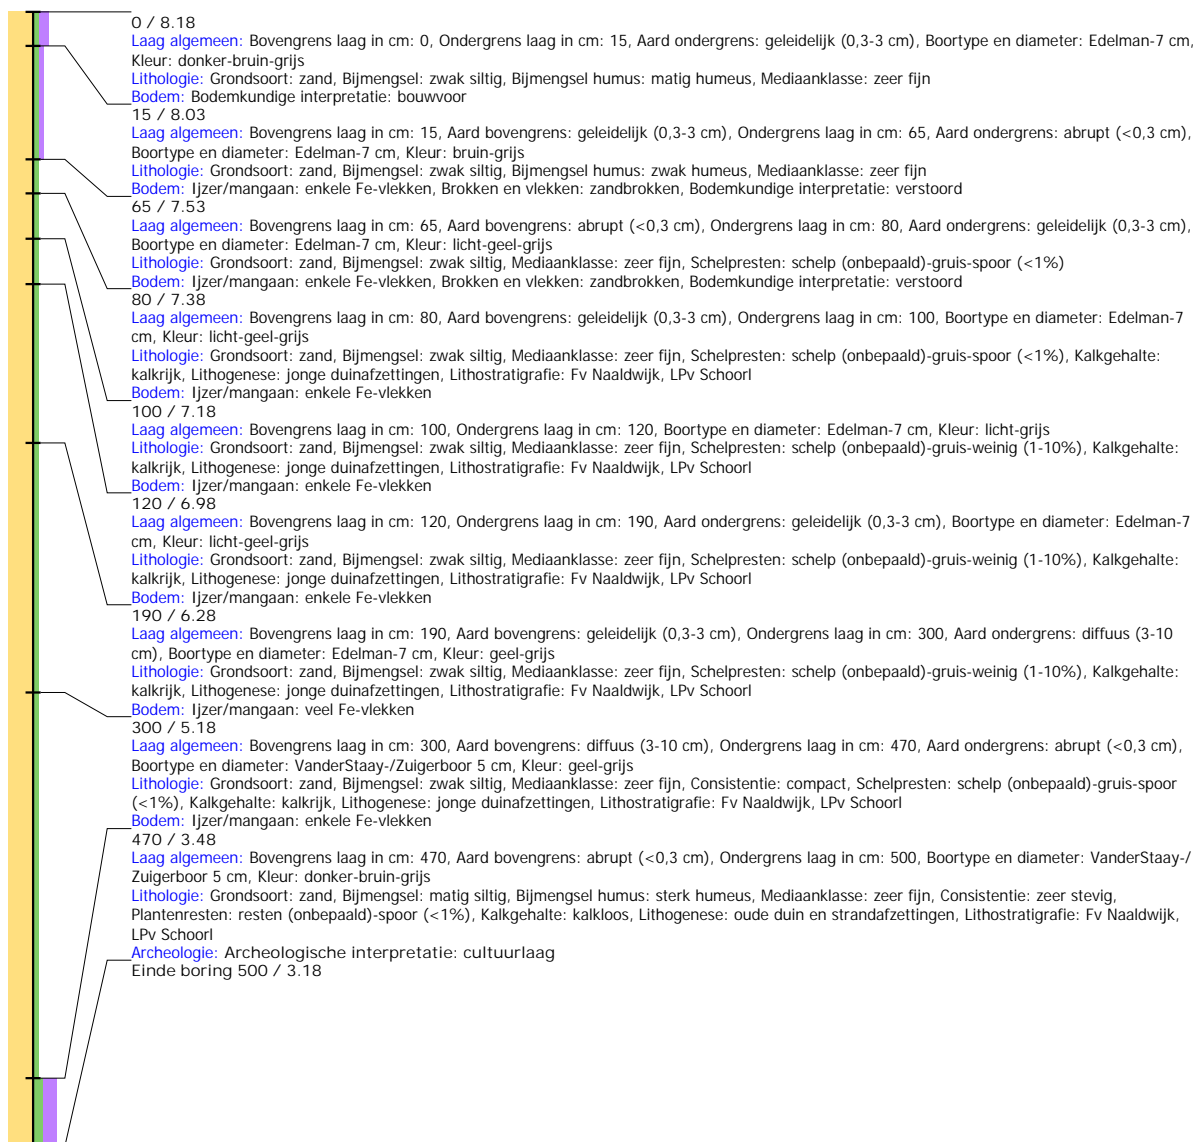 0 / 8.18
Laag algemeen: Bovengrens laag in cm: 0, Ondergrens laag in cm: 15, Aard ondergrens: geleidelijk (0,3-3 cm), Boortype en diameter: Edelman-7 cm,
Kleur: donker-bruin-grijs
Lithologie: Grondsoort: zand, Bijmengsel: zwak siltig, Bijmengsel humus: matig humeus, Mediaanklasse: zeer fijn
Bodem: Bodemkundige interpretatie: bouwvoor
15 / 8.03
Laag algemeen: Bovengrens laag in cm: 15, Aard bovengrens: geleidelijk (0,3-3 cm), Ondergrens laag in cm: 65, Aard ondergrens: abrupt (<0,3 cm),
Boortype en diameter: Edelman-7 cm, Kleur: bruin-grijs
Lithologie: Grondsoort: zand, Bijmengsel: zwak siltig, Bijmengsel humus: zwak humeus, Mediaanklasse: zeer fijn
Bodem: Ijzer/mangaan: enkele Fe-vlekken, Brokken en vlekken: zandbrokken, Bodemkundige interpretatie: verstoord
65 / 7.53
Laag algemeen: Bovengrens laag in cm: 65, Aard bovengrens: abrupt (<0,3 cm), Ondergrens laag in cm: 80, Aard ondergrens: geleidelijk (0,3-3 cm),
Boortype en diameter: Edelman-7 cm, Kleur: licht-geel-grijs
Lithologie: Grondsoort: zand, Bijmengsel: zwak siltig, Mediaanklasse: zeer fijn, Schelpresten: schelp (onbepaald)-gruis-spoor (<1%)
Bodem: Ijzer/mangaan: enkele Fe-vlekken, Brokken en vlekken: zandbrokken, Bodemkundige interpretatie: verstoord
80 / 7.38
Laag algemeen: Bovengrens laag in cm: 80, Aard bovengrens: geleidelijk (0,3-3 cm), Ondergrens laag in cm: 100, Boortype en diameter: Edelman-7
cm, Kleur: licht-geel-grijs
Lithologie: Grondsoort: zand, Bijmengsel: zwak siltig, Mediaanklasse: zeer fijn, Schelpresten: schelp (onbepaald)-gruis-spoor (<1%), Kalkgehalte:
kalkrijk, Lithogenese: jonge duinafzettingen, Lithostratigrafie: Fv Naaldwijk, LPv Schoorl
Bodem: Ijzer/mangaan: enkele Fe-vlekken
100 / 7.18
Laag algemeen: Bovengrens laag in cm: 100, Ondergrens laag in cm: 120, Boortype en diameter: Edelman-7 cm, Kleur: licht-grijs
Lithologie: Grondsoort: zand, Bijmengsel: zwak siltig, Mediaanklasse: zeer fijn, Schelpresten: schelp (onbepaald)-gruis-weinig (1-10%), Kalkgehalte:
kalkrijk, Lithogenese: jonge duinafzettingen, Lithostratigrafie: Fv Naaldwijk, LPv Schoorl
Bodem: Ijzer/mangaan: enkele Fe-vlekken
120 / 6.98
Laag algemeen: Bovengrens laag in cm: 120, Ondergrens laag in cm: 190, Aard ondergrens: geleidelijk (0,3-3 cm), Boortype en diameter: Edelman-7
cm, Kleur: licht-geel-grijs
Lithologie: Grondsoort: zand, Bijmengsel: zwak siltig, Mediaanklasse: zeer fijn, Schelpresten: schelp (onbepaald)-gruis-weinig (1-10%), Kalkgehalte:
kalkrijk, Lithogenese: jonge duinafzettingen, Lithostratigrafie: Fv Naaldwijk, LPv Schoorl
Bodem: Ijzer/mangaan: enkele Fe-vlekken
190 / 6.28
Laag algemeen: Bovengrens laag in cm: 190, Aard bovengrens: geleidelijk (0,3-3 cm), Ondergrens laag in cm: 300, Aard ondergrens: diffuus (3-10
cm), Boortype en diameter: Edelman-7 cm, Kleur: geel-grijs
Lithologie: Grondsoort: zand, Bijmengsel: zwak siltig, Mediaanklasse: zeer fijn, Schelpresten: schelp (onbepaald)-gruis-weinig (1-10%), Kalkgehalte:
kalkrijk, Lithogenese: jonge duinafzettingen, Lithostratigrafie: Fv Naaldwijk, LPv Schoorl
Bodem: Ijzer/mangaan: veel Fe-vlekken
300 / 5.18
Laag algemeen: Bovengrens laag in cm: 300, Aard bovengrens: diffuus (3-10 cm), Ondergrens laag in cm: 470, Aard ondergrens: abrupt (<0,3 cm),
Boortype en diameter: VanderStaay-/Zuigerboor 5 cm, Kleur: geel-grijs
Lithologie: Grondsoort: zand, Bijmengsel: zwak siltig, Mediaanklasse: zeer fijn, Consistentie: compact, Schelpresten: schelp (onbepaald)-gruis-spoor
(<1%), Kalkgehalte: kalkrijk, Lithogenese: jonge duinafzettingen, Lithostratigrafie: Fv Naaldwijk, LPv Schoorl
Bodem: Ijzer/mangaan: enkele Fe-vlekken
470 / 3.48
Laag algemeen: Bovengrens laag in cm: 470, Aard bovengrens: abrupt (<0,3 cm), Ondergrens laag in cm: 500, Boortype en diameter: VanderStaay-/
Zuigerboor 5 cm, Kleur: donker-bruin-grijs
Lithologie: Grondsoort: zand, Bijmengsel: matig siltig, Bijmengsel humus: sterk humeus, Mediaanklasse: zeer fijn, Consistentie: zeer stevig,
Plantenresten: resten (onbepaald)-spoor (<1%), Kalkgehalte: kalkloos, Lithogenese: oude duin en strandafzettingen, Lithostratigrafie: Fv Naaldwijk,
LPv Schoorl
Archeologie: Archeologische interpretatie: cultuurlaag
Einde boring 500 / 3.18